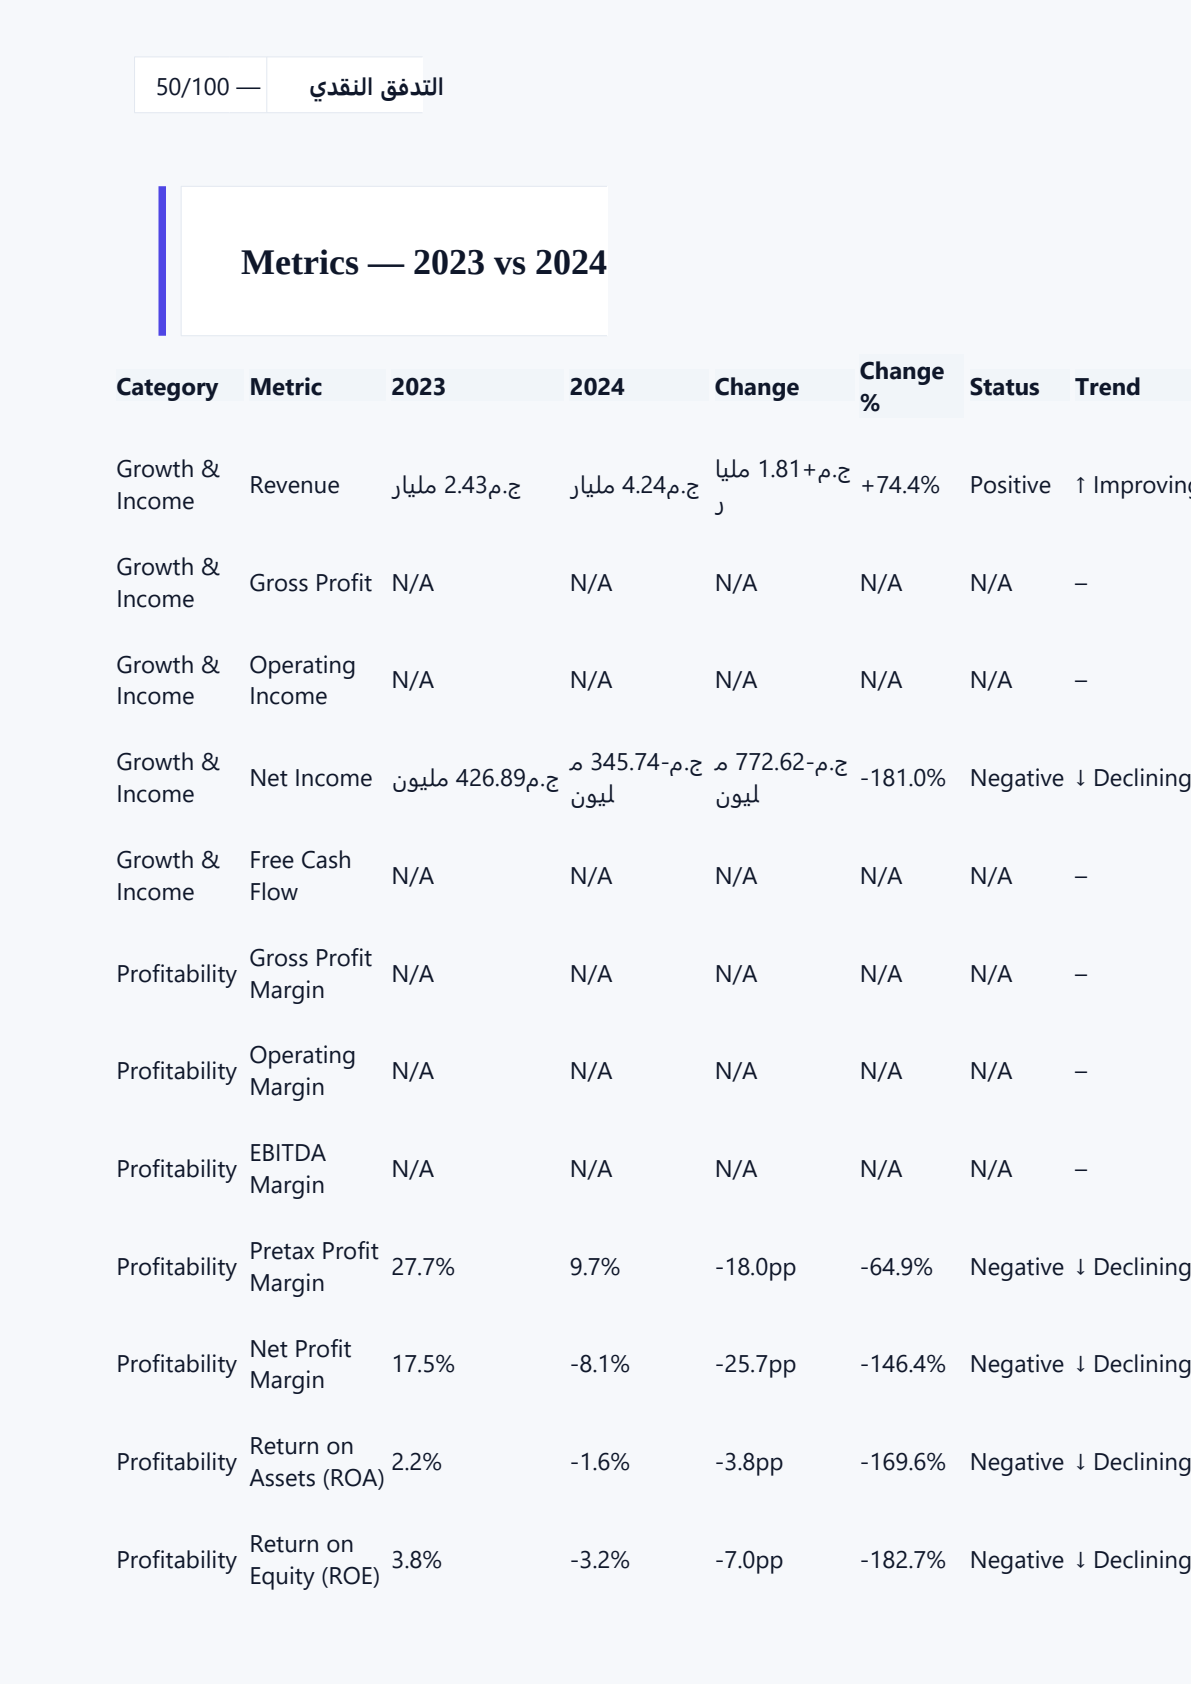 التدفق النقدي — 50/100
Metrics — 2023 vs 2024
Category Metric 2023 2024 Change Change % Status Trend
Growth & Income Revenue ج.م2.43 مليار ج.م4.24 مليار ج.م+1.81 مليار +74.4% Positive ↑ Improving
Growth & Income Gross Profit N/A N/A N/A N/A N/A –
Growth & Income Operating Income N/A N/A N/A N/A N/A –
Growth & Income Net Income ج.م426.89 مليون ج.م-345.74 مليون ج.م-772.62 مليون -181.0% Negative ↓ Declining
Growth & Income Free Cash Flow N/A N/A N/A N/A N/A –
Profitability Gross Profit Margin N/A N/A N/A N/A N/A –
Profitability Operating Margin N/A N/A N/A N/A N/A –
Profitability EBITDA Margin N/A N/A N/A N/A N/A –
Profitability Pretax Profit Margin 27.7% 9.7% -18.0pp -64.9% Negative ↓ Declining
Profitability Net Profit Margin 17.5% -8.1% -25.7pp -146.4% Negative ↓ Declining
Profitability Return on Assets (ROA) 2.2% -1.6% -3.8pp -169.6% Negative ↓ Declining
Profitability Return on Equity (ROE) 3.8% -3.2% -7.0pp -182.7% Negative ↓ Declining